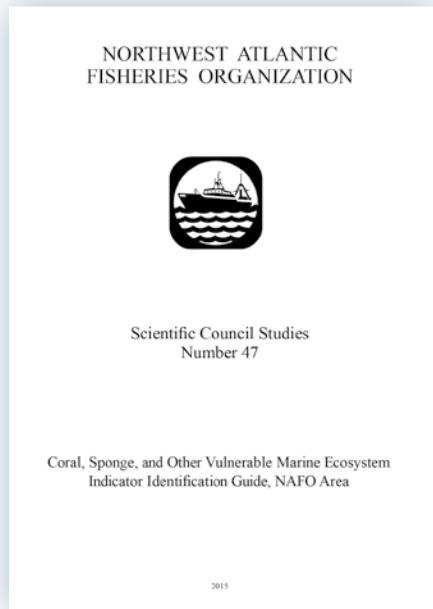 NORTHWEST ATLANTIC
FISHERIES ORGANIZATION
Scientific Council Studies
Number 47
Coral, Sponge, and Other Vulnerable Marine Ecosystem
Indicator Identification Guide, NAFO Area
2015